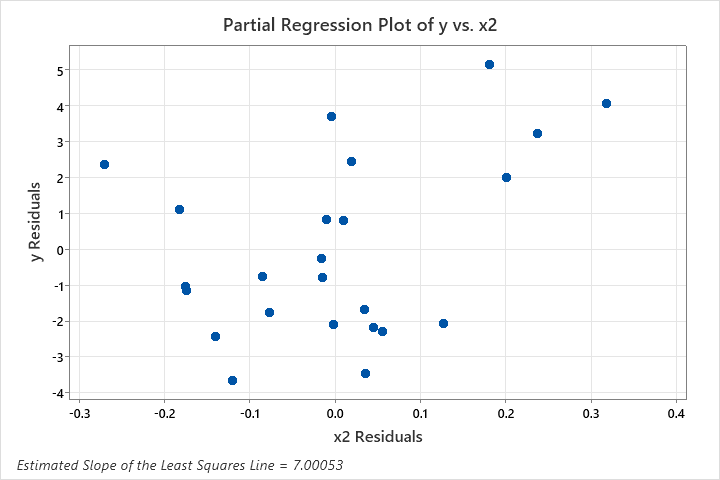 Partial Regression Plot of y vs. x2
5
4
3
2
1
0
-1
-2
-3
-4
y Residuals
-0.3 -0.2 -0.1 0.0 0.1 0.2 0.3 0.4
x2 Residuals
Estimated Slope of the Least Squares Line = 7.00053